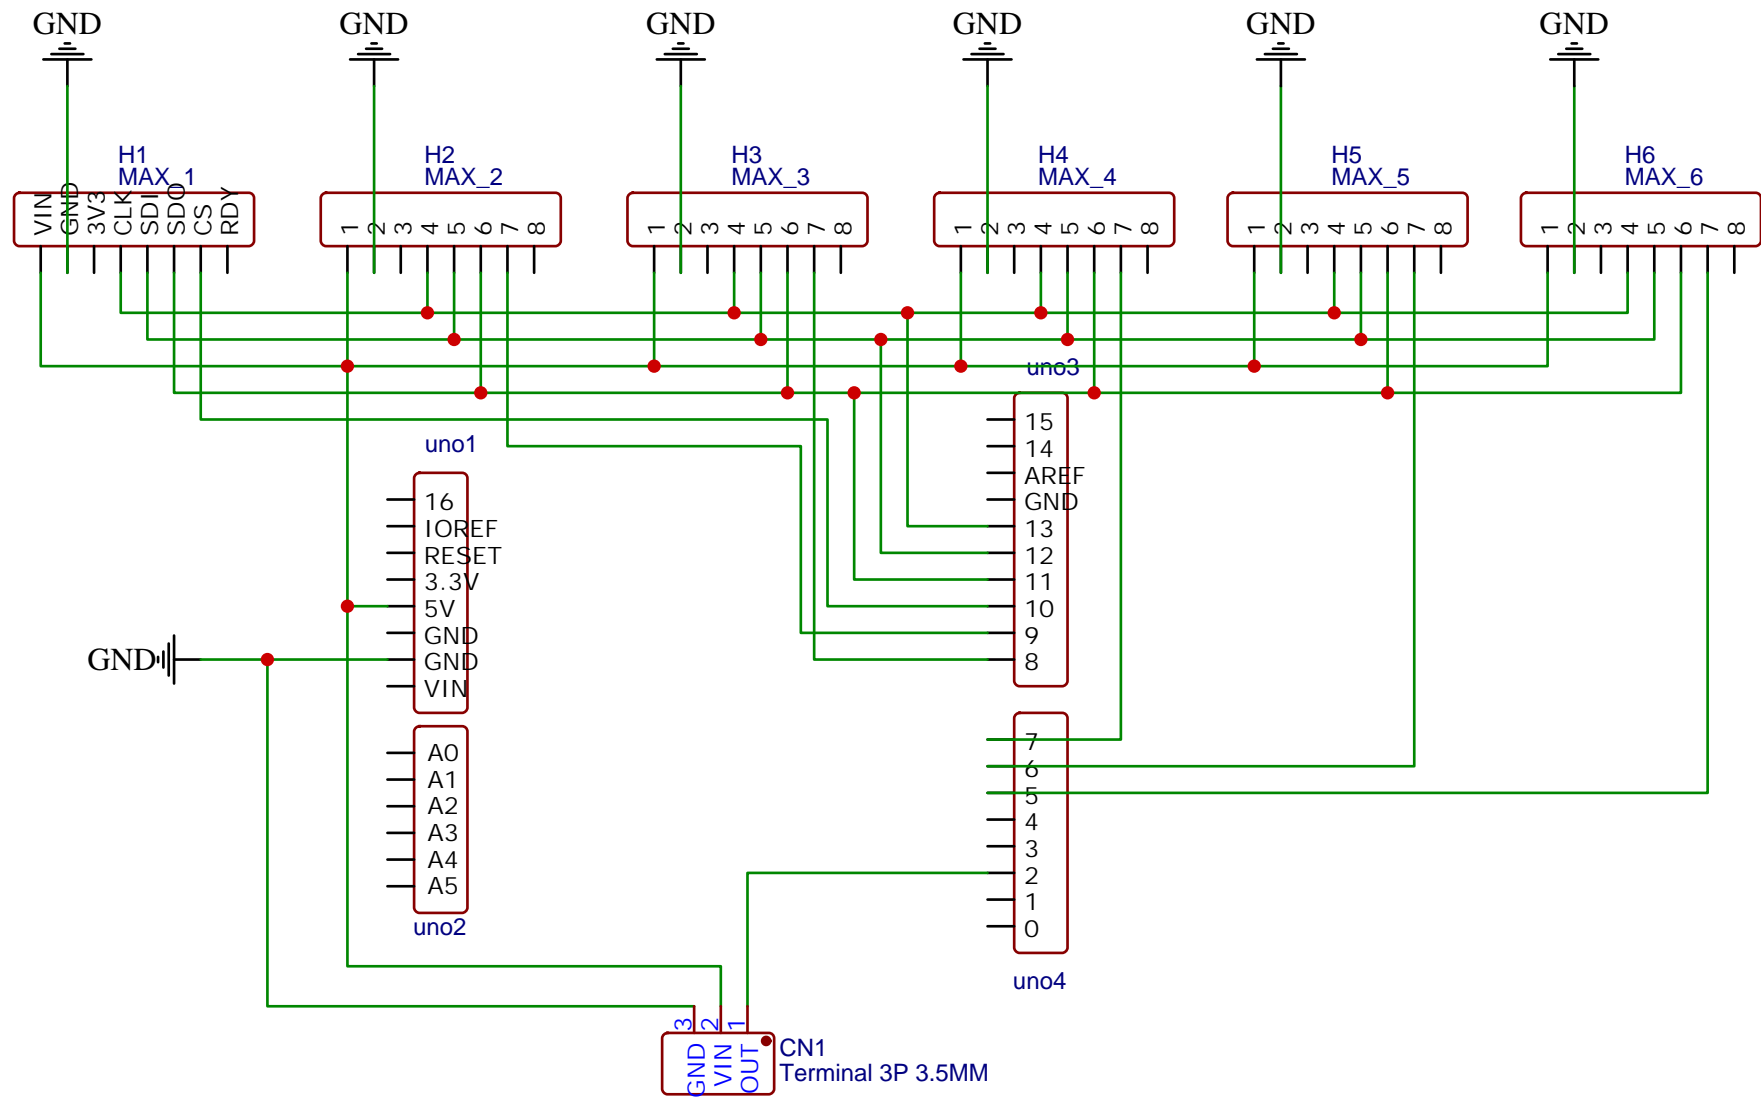 GND
GND
GND
GND
GND
GND
H1
MAX_1
H2
MAX_2
H3
MAX_3
H4
MAX_4
H5
MAX_5
H6
MAX_6
VIN
GND
3V3
CLK
SDI
SDO
CS
RDY
1
2
3
4
5
6
7
8
1
2
3
4
5
6
7
8
1
2
3
4
5
6
7
8
1
2
3
4
5
6
7
8
1
2
3
4
5
6
7
8
uno1
16
IOREF
RESET
3.3V
5V
GND
GND
VIN
GND
A0
A1
A2
A3
A4
A5
uno2
uno3
15
14
AREF
GND
13
12
11
10
9
8
7
6
5
4
3
2
1
0
uno4
3
2
1
GND
VIN
OUT
CN1
Terminal 3P 3.5MM